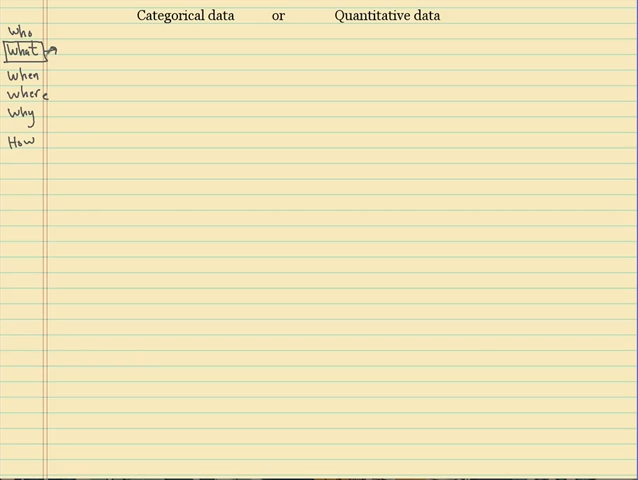 Categorical data or Quantitative data
Who
What
When
Where
Why
How